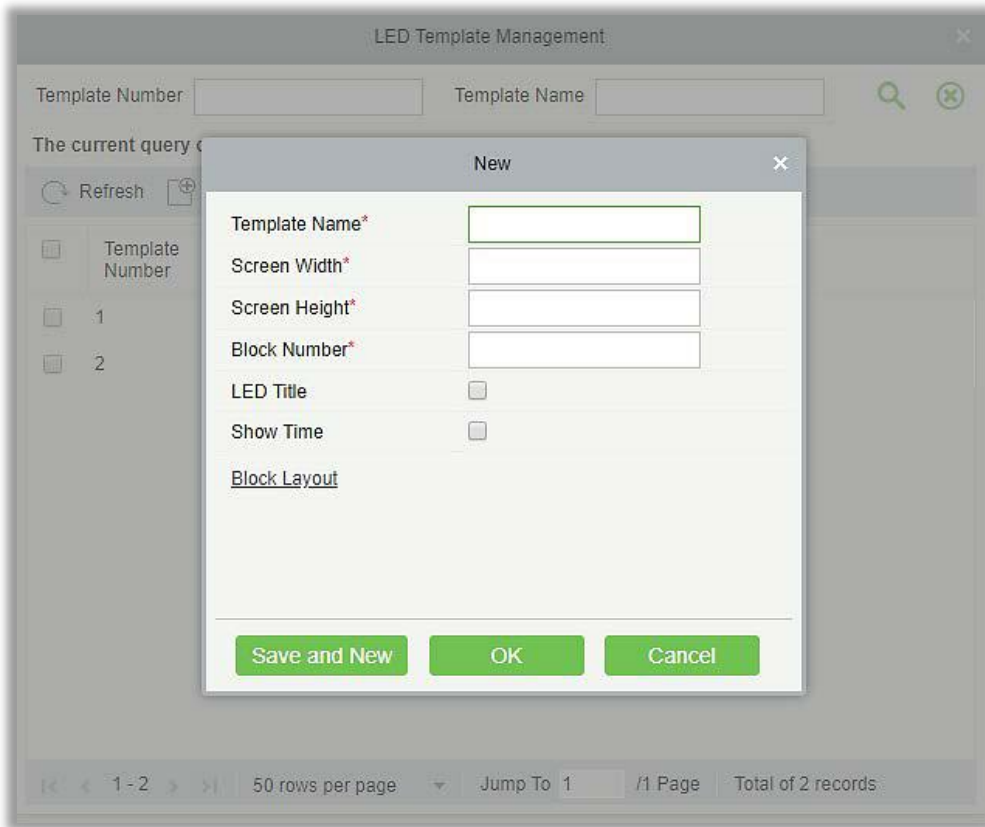 LED Template Management
Template Number Template Name
The current query
New
Refresh
Template Name*
Screen Width*
Screen Height*
Block Number*
LED Title
Show Time
Block Layout
Template
Number
1
2
Save and New OK Cancel
1 - 2 50 rows per page Jump To 1 /1 Page Total of 2 records